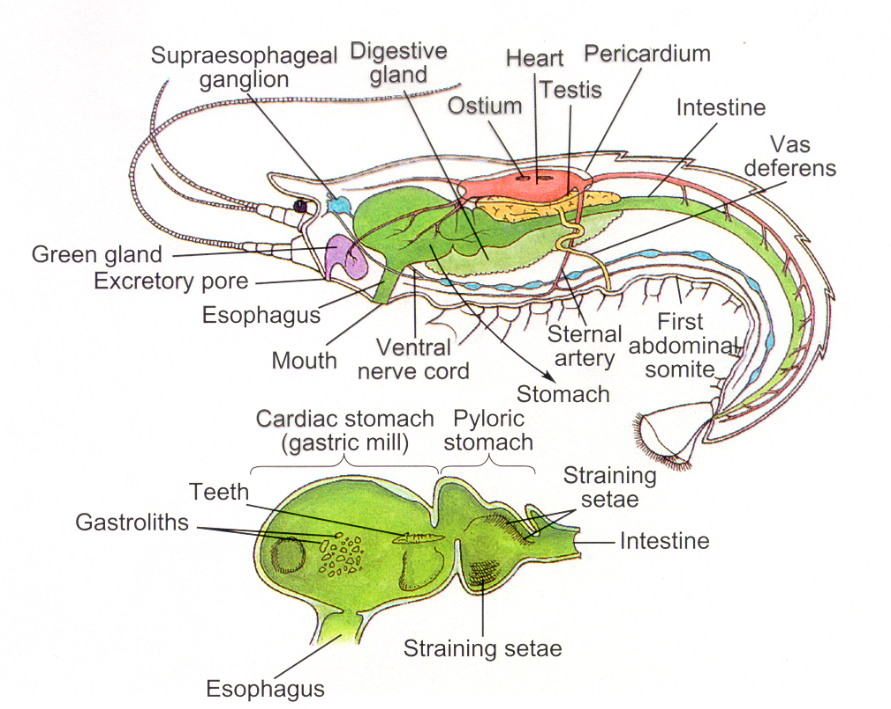 Supraesophageal
ganglion
Digestive
gland
Heart
Pericardium
Ostium
Testis
Intestine
Vas
deferens
Green gland
Excretory pore
Esophagus
Mouth
Ventral
nerve cord
Sternal
artery
First
abdominal
somite
Stomach
Cardiac stomach
(gastric mill)
Pyloric
stomach
Teeth
Gastroliths
Straining
setae
Intestine
Straining setae
Esophagus